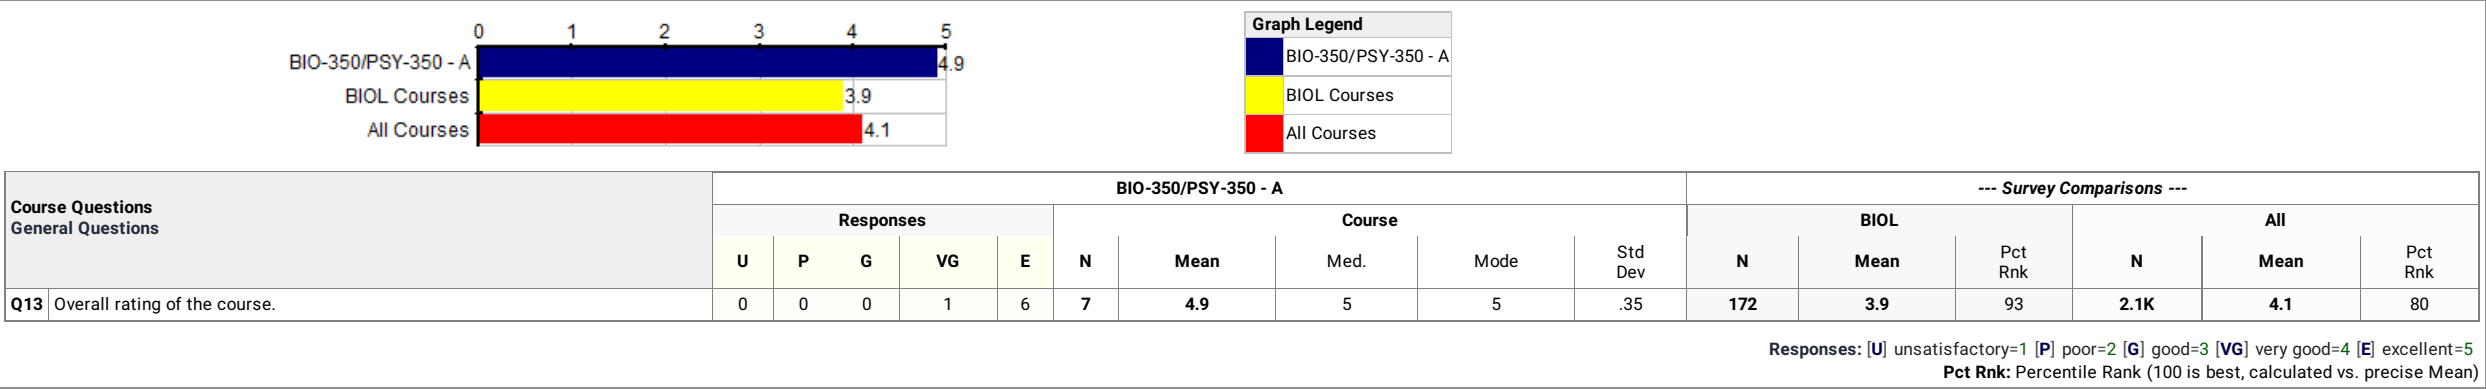 0 1 2 3 4 5
BIO-350/PSY-350 - A 4.9
BIOL Courses 3.9
All Courses 4.1
Graph Legend
BIO-350/PSY-350 - A
BIOL Courses
All Courses
Course Questions
General Questions
BIO-350/PSY-350 - A --- Survey Comparisons ---
Responses Course BIOL All
U P G VG E N Mean Med. Mode Std Dev N Mean Pct Rnk N Mean Pct Rnk
Q13 Overall rating of the course. 0 0 0 1 6 7 4.9 5 5 .35 172 3.9 93 2.1K 4.1 80
Responses: [U] unsatisfactory=1 [P] poor=2 [G] good=3 [VG] very good=4 [E] excellent=5
Pct Rnk: Percentile Rank (100 is best, calculated vs. precise Mean)